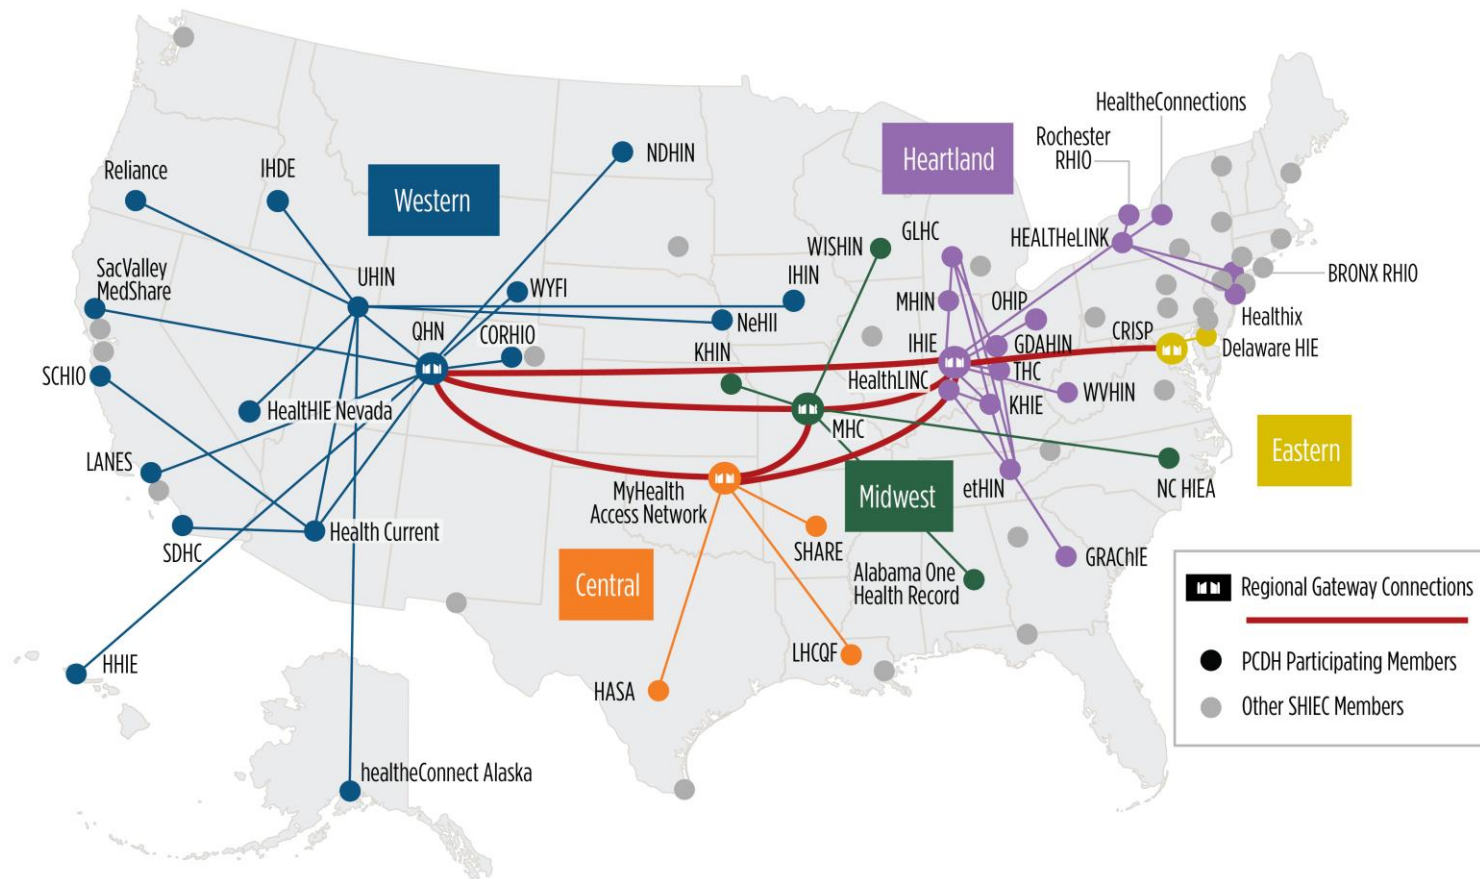 HealtheConnections
Rochester
RHIO
Heartland
NDHIN
Reliance
IHDE
Western
GLHC
HEALTHeLINK
WISHIN
SacValley
MedShare
UHIN
WYFI
IHIN
BRONX RHIO
MHIN
OHIP
NeHII
QHN
CORHIO
Healthix
IHIE
GDAHIN
CRISP
Delaware HIE
KHIN
THC
SCHIO
HealthLINC
WVHIN
HealtHIE Nevada
KHIE
MHC
Eastern
LANES
MyHealth
Access Network
Midwest
etHIN
NC HIEA
Health Current
SDHC
SHARE
GRAChIE
Central
Alabama One
Health Record
Regional Gateway Connections
HHIE
LHCQF
PCDH Participating Members
HASA
Other SHIEC Members
healtheConnect Alaska